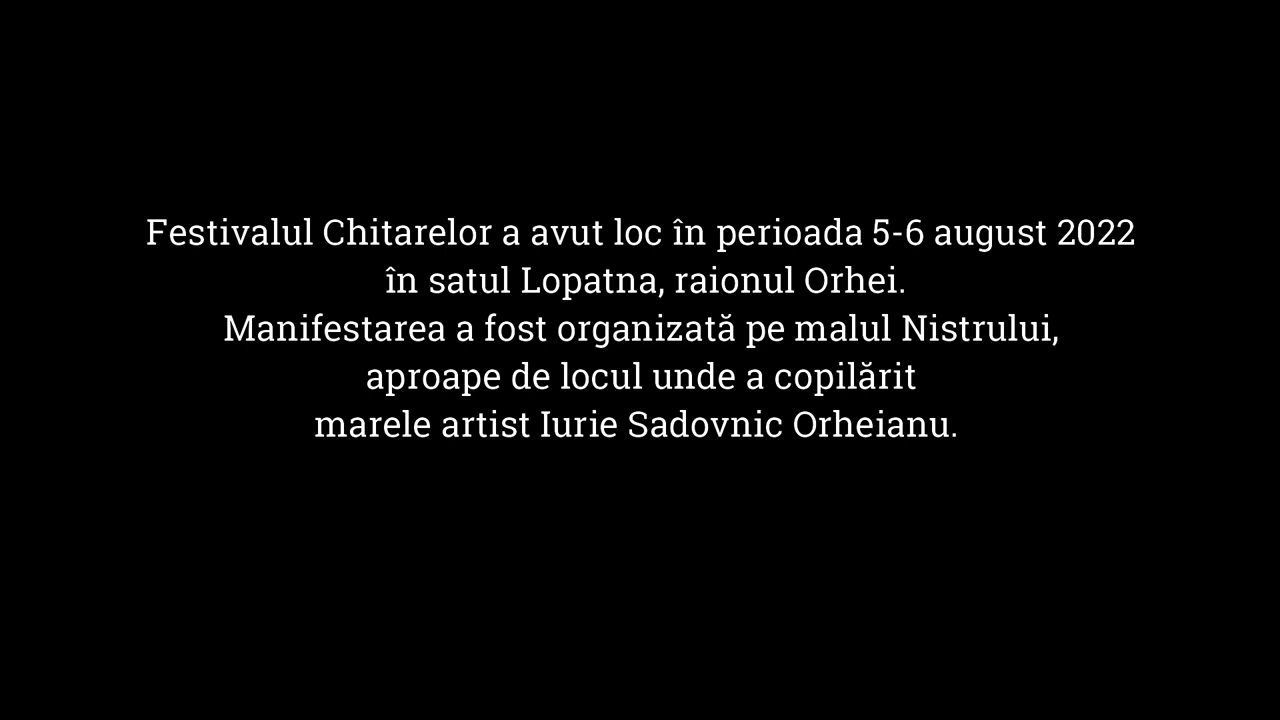 Festivalul Chitarelor a avut loc în perioada 5-6 august 2022
în satul Lopatna, raionul Orhei.
Manifestarea a fost organizată pe malul Nistrului,
aproape de locul unde a copilărit
marele artist Iurie Sadovnic Orheianu.